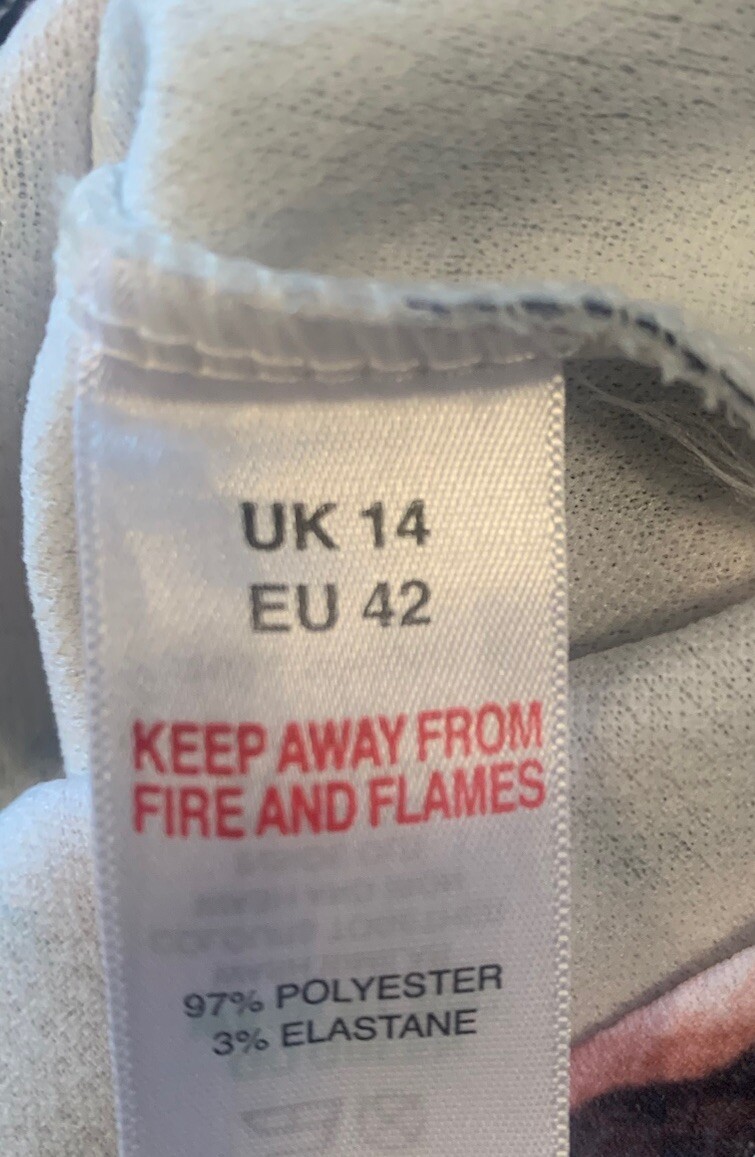 UK 14
EU 42
KEEP AWAY FROM
FIRE AND FLAMES
97% POLYESTER
3% ELASTANE